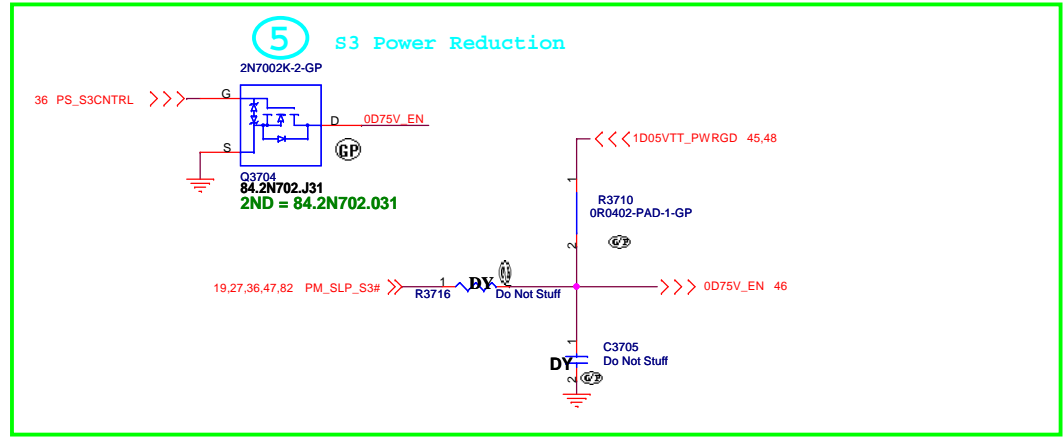 5 S3 Power Reduction
2N7002K-2-GP
36 PS_S3CNTRL
G
D 0D75V_EN
S
GP
Q3704
84.2N702.J31
2ND = 84.2N702.031
1D05VTT_PWRGD 45,48
1
R3710
0R0402-PAD-1-GP
2
G/P
19,27,36,47,82 PM_SLP_S3#
1
R3716
DY
Do Not Stuff
0D75V_EN 46
1
C3705
DY
Do Not Stuff
2
G/P